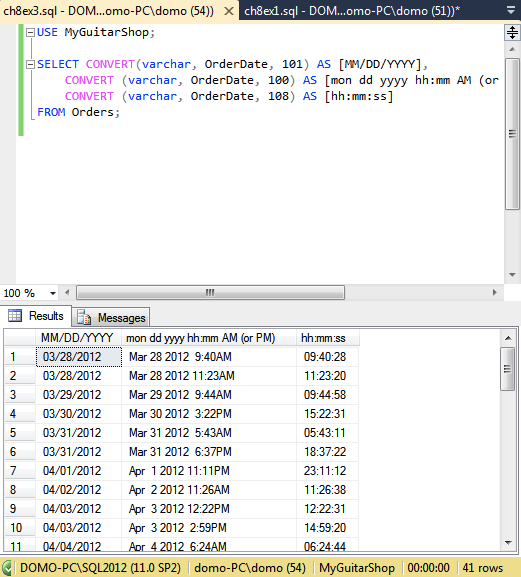 ch8ex3.sql - DOM...omo-PC\domo (54)) ch8ex1.sql - DOM...omo-PC\domo (51))*
USE MyGuitarShop;
SELECT CONVERT(varchar, OrderDate, 101) AS [MM/DD/YYYY],
CONVERT (varchar, OrderDate, 100) AS [mon dd yyyy hh:mm AM (or
CONVERT (varchar, OrderDate, 108) AS [hh:mm:ss]
FROM Orders;
100 %
Results Messages
MM/DD/YYYY mon dd yyyy hh:mm AM (or PM) hh:mm:ss
1 03/28/2012 Mar 28 2012 9:40AM 09:40:28
2 03/28/2012 Mar 28 2012 11:23AM 11:23:20
3 03/29/2012 Mar 29 2012 9:44AM 09:44:58
4 03/30/2012 Mar 30 2012 3:22PM 15:22:31
5 03/31/2012 Mar 31 2012 5:43AM 05:43:11
6 03/31/2012 Mar 31 2012 6:37PM 18:37:22
7 04/01/2012 Apr 1 2012 11:11PM 23:11:12
8 04/02/2012 Apr 2 2012 11:26AM 11:26:38
9 04/03/2012 Apr 3 2012 12:22PM 12:22:31
10 04/03/2012 Apr 3 2012 2:59PM 14:59:20
11 04/04/2012 Apr 4 2012 6:24AM 06:24:44
DOMO-PC\SQL2012 (11.0 SP2) domo-PC\domo (54) MyGuitarShop 00:00:00 41 rows